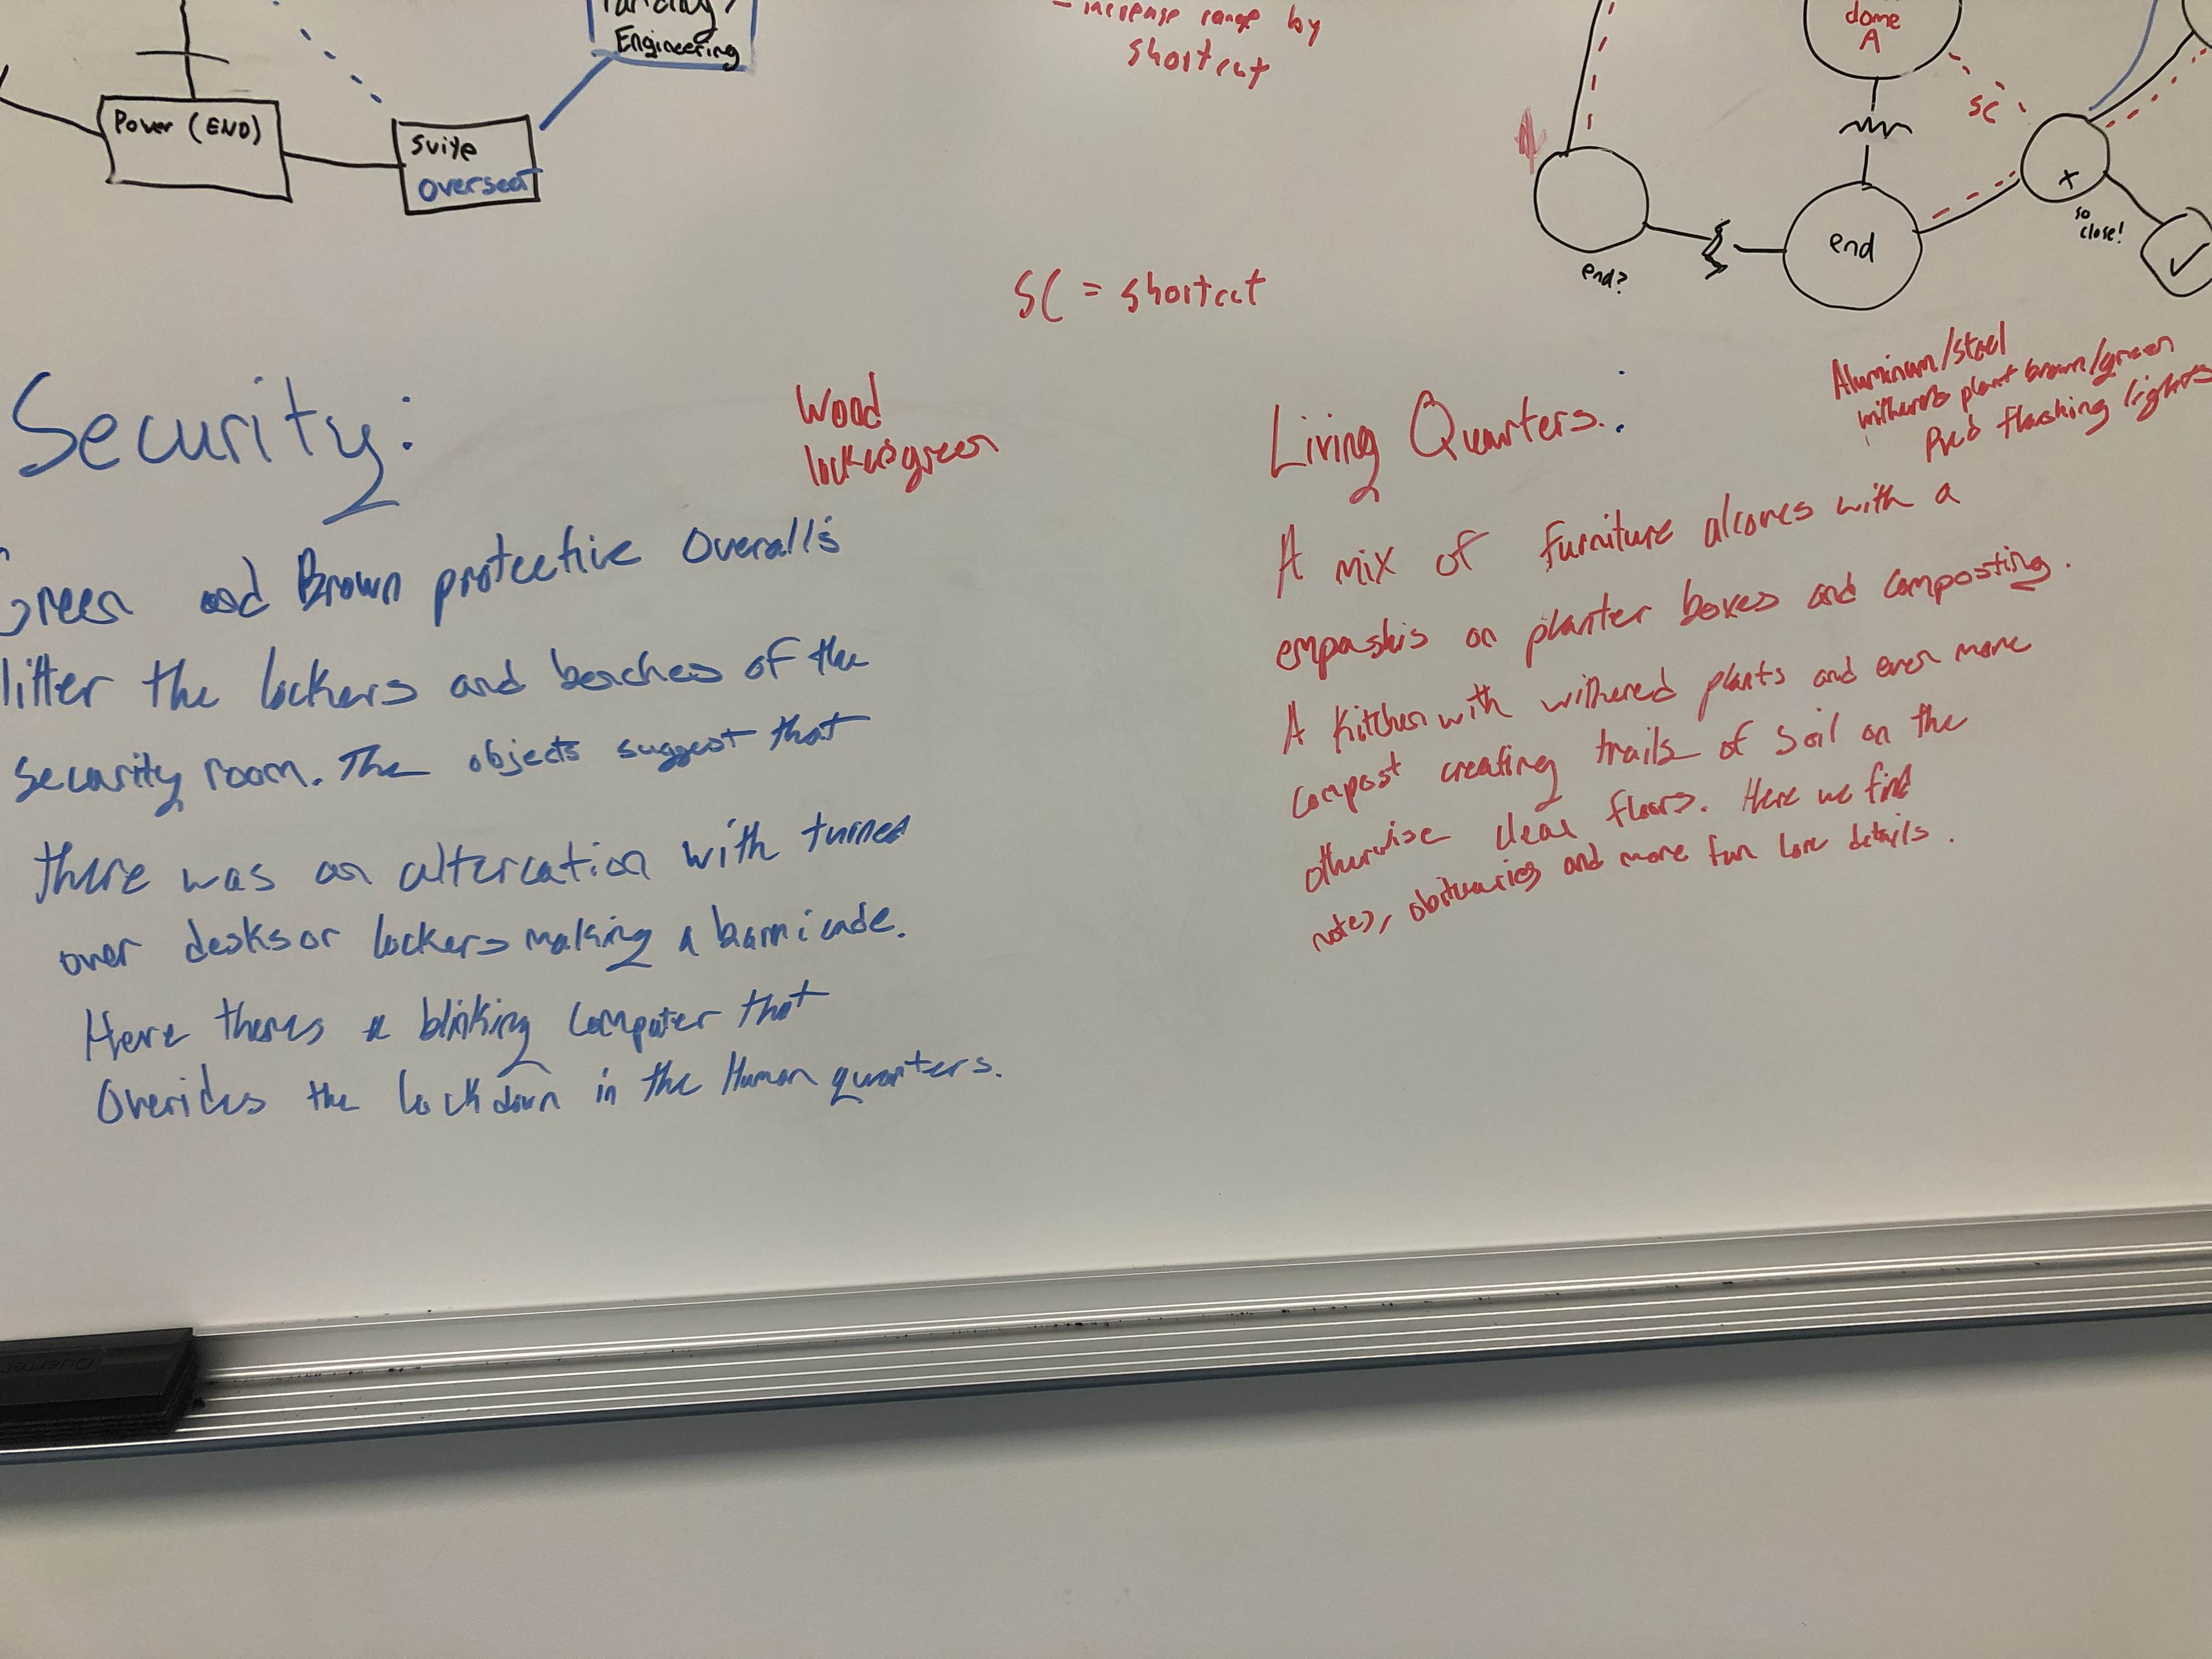 Engineering
Power (END)
suite
overseat
- increase range by
shortcut
dome
A
SC
x
so
close!
end
end?
SC = shortcut
Security:
Wood
lockers green
Green and Brown protective Overalls
litter the lockers and benches of the
security room. The objects suggest that
there was an altercation with turned
over desks or lockers making a barricade.
Here theres a blinking computer that
Overides the lockdown in the Human quarters.
Living Quarters:
Aluminum/steel
plant brown/green
Red flashing lights
A mix of furniture alcoves with a
empashis on planter boxes and composting.
A kitchen with withered plants and even more
compost creating trails of soil on the
otherwise clear floors. Here we find
notes, obituaries and more fun lore details.